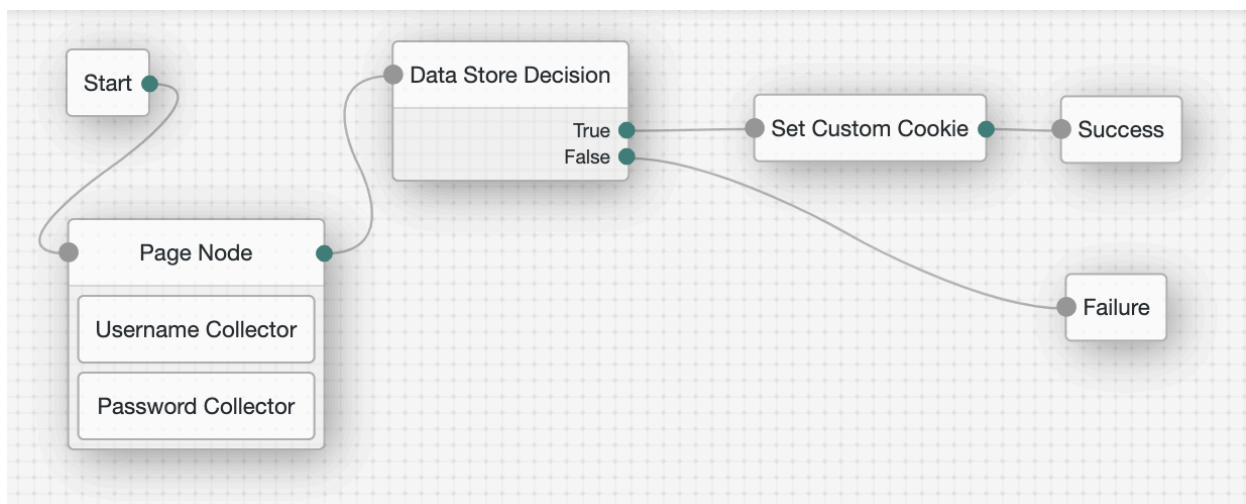 Start
Page Node
Username Collector
Password Collector
Data Store Decision
True
False
Set Custom Cookie
Success
Failure